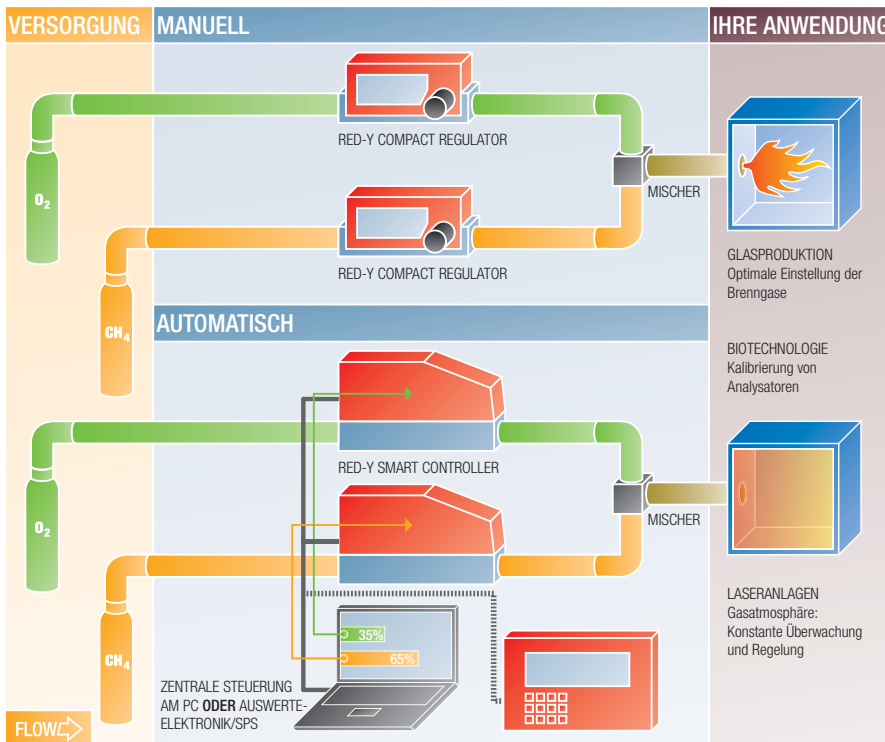 VERSORGUNG
MANUELL
IHRE ANWENDUNG
O2
RED-Y COMPACT REGULATOR
MISCHER
CH4
RED-Y COMPACT REGULATOR
GLASPRODUKTION
Optimale Einstellung der
Brenngase
AUTOMATISCH
BIOTECHNOLOGIE
Kalibrierung von
Analysatoren
O2
RED-Y SMART CONTROLLER
MISCHER
CH4
LASERANLAGEN
Gasatmosphäre:
Konstante Überwachung
und Regelung
35%
65%
ZENTRALE STEUERUNG
AM PC ODER AUSWERTE-
ELEKTRONIK/SPS
FLOW